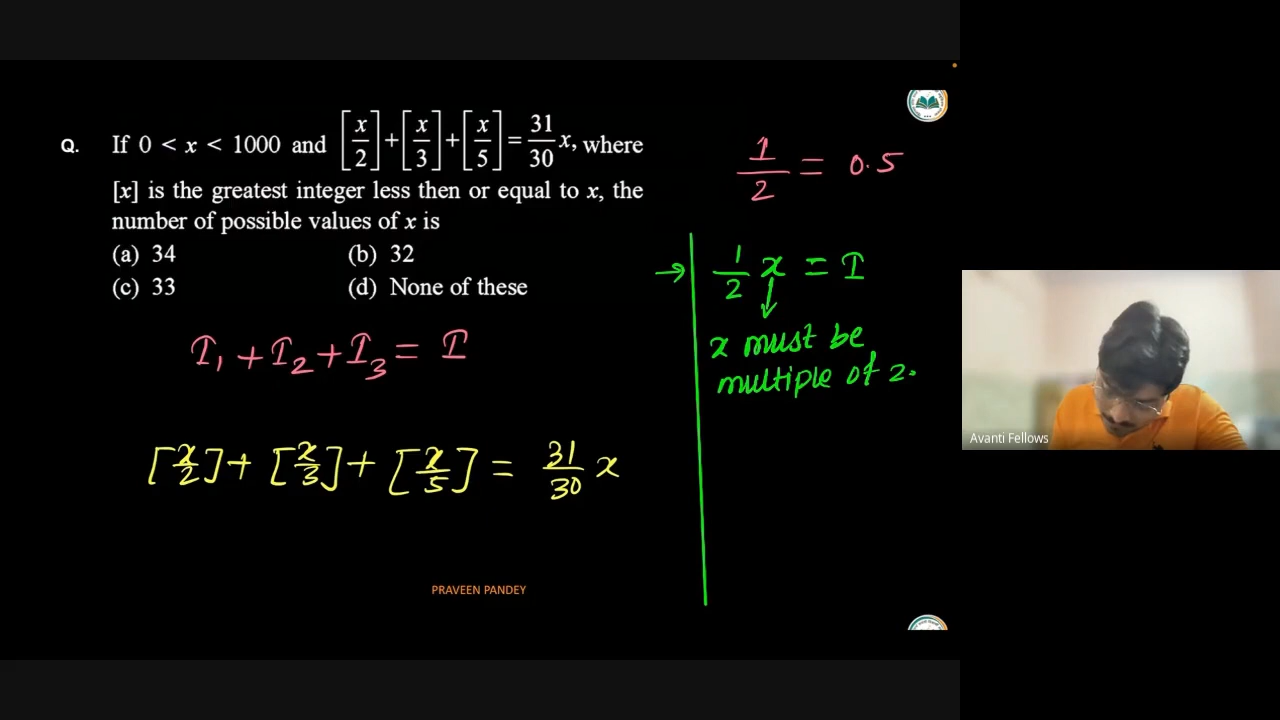 Q. If 0 < x < 1000 and [x/2]+[x/3]+[x/5]=31/30 x, where
[x] is the greatest integer less then or equal to x, the
number of possible values of x is
(a) 34 (b) 32
(c) 33 (d) None of these
I₁ + I₂ + I₃ = I
[x/2] + [x/3] + [x/5] = 31/30 x
PRAVEEN PANDEY
1/2 = 0.5
→ 1/2 x = I
↓
x must be
multiple of 2.
Avanti Fellows